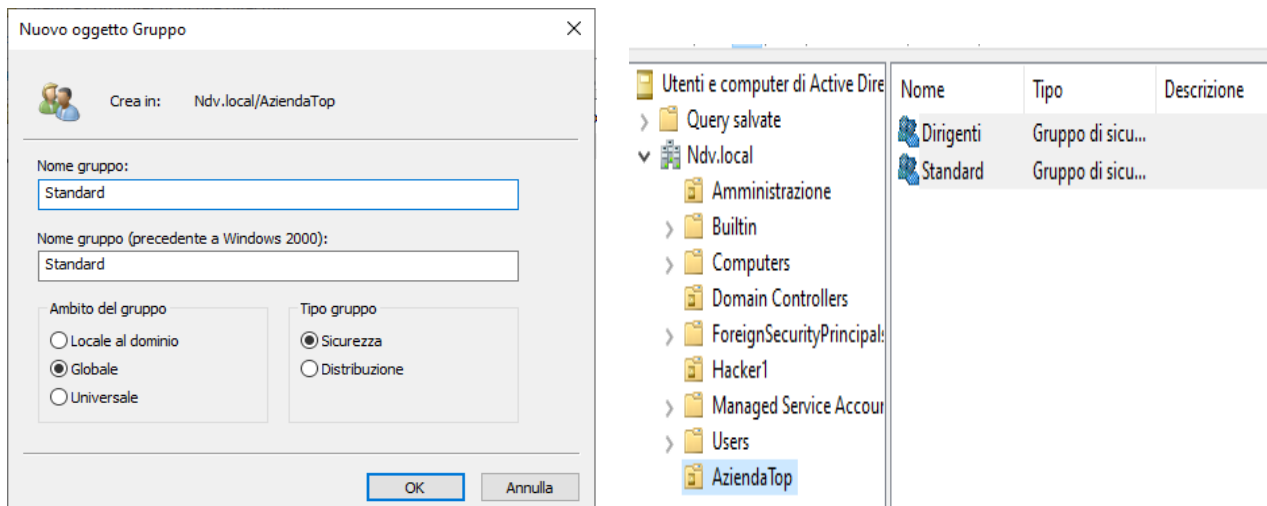 Nuovo oggetto Gruppo
Crea in: Ndv.local/AziendaTop
Nome gruppo:
Standard
Nome gruppo (precedente a Windows 2000):
Standard
Ambito del gruppo
Locale al dominio
Globale
Universale
Tipo gruppo
Sicurezza
Distribuzione
OK
Annulla
Utenti e computer di Active Dire
Query salvate
Ndv.local
Amministrazione
Builtin
Computers
Domain Controllers
ForeignSecurityPrincipals
Hacker1
Managed Service Accour
Users
AziendaTop
Nome Tipo Descrizione
Dirigenti Gruppo di sicu...
Standard Gruppo di sicu...